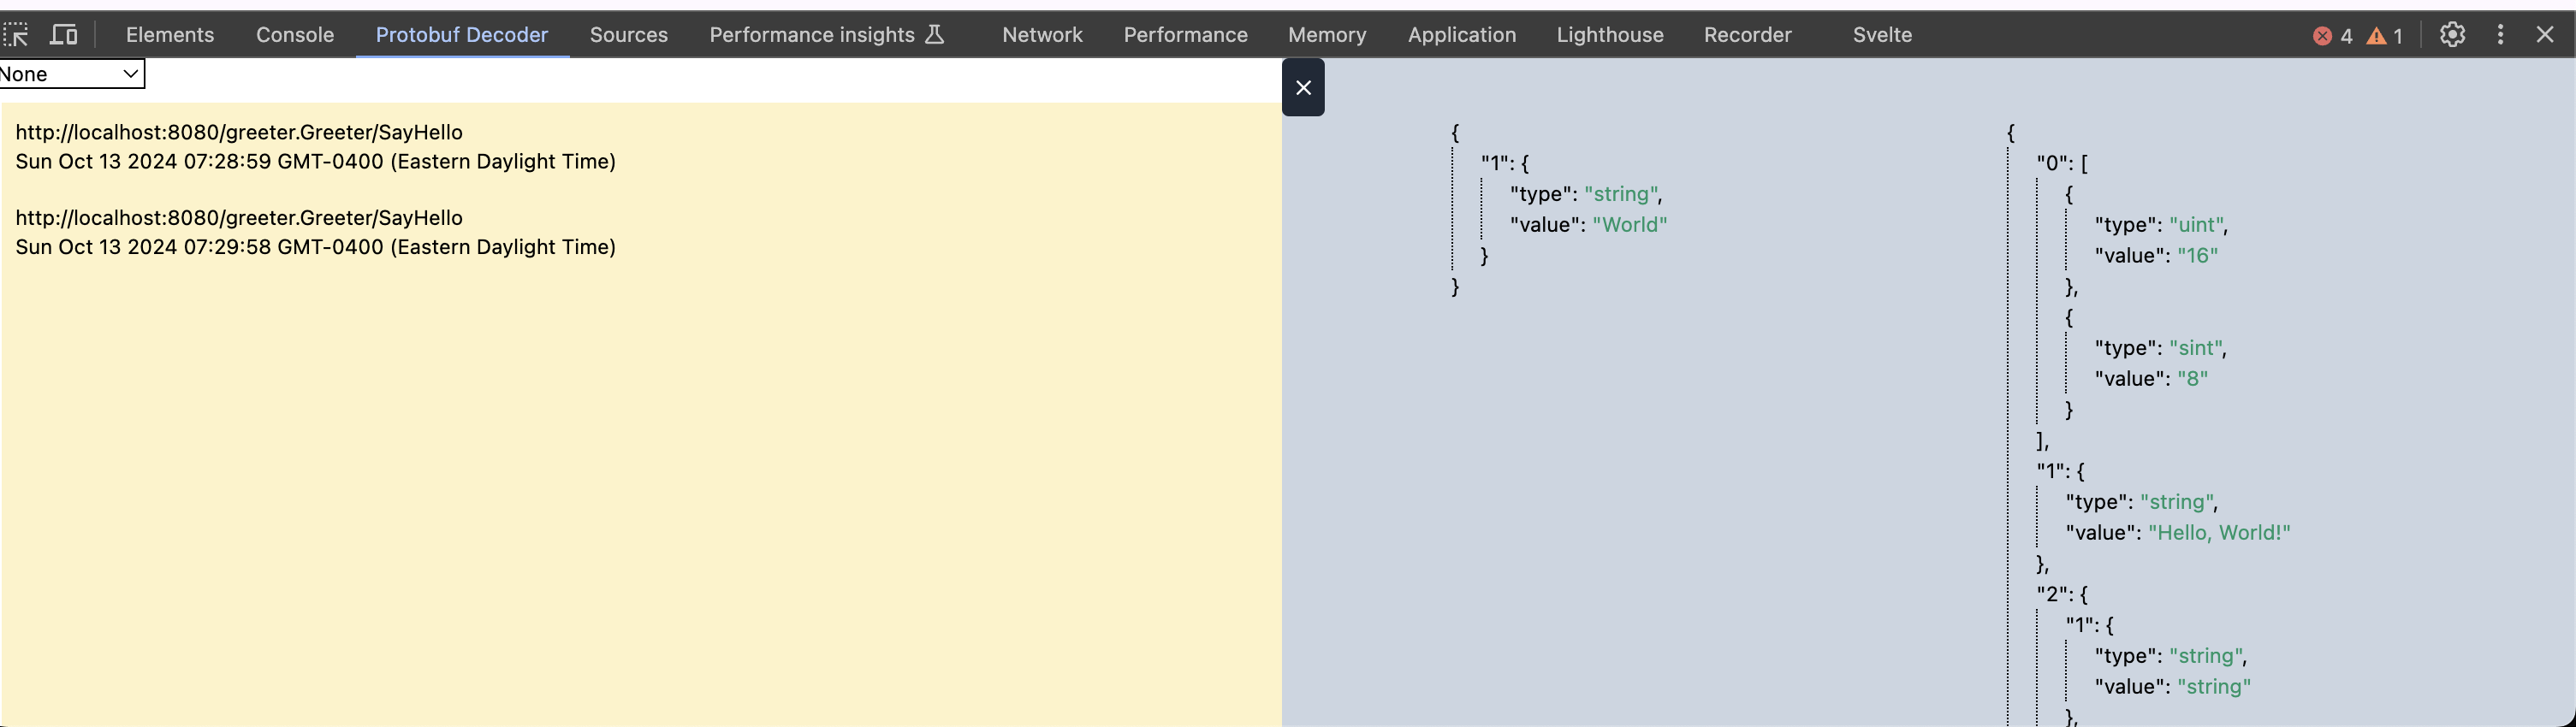 Elements Console Protobuf Decoder Sources Performance insights Network Performance Memory Application Lighthouse Recorder Svelte 4 1
None
http://localhost:8080/greeter.Greeter/SayHello
Sun Oct 13 2024 07:28:59 GMT-0400 (Eastern Daylight Time)
http://localhost:8080/greeter.Greeter/SayHello
Sun Oct 13 2024 07:29:58 GMT-0400 (Eastern Daylight Time)
{
"1": {
"type": "string",
"value": "World"
}
}
{
"0": [
{
"type": "uint",
"value": "16"
},
{
"type": "sint",
"value": "8"
}
],
"1": {
"type": "string",
"value": "Hello, World!"
},
"2": {
"1": {
"type": "string",
"value": "string"
},